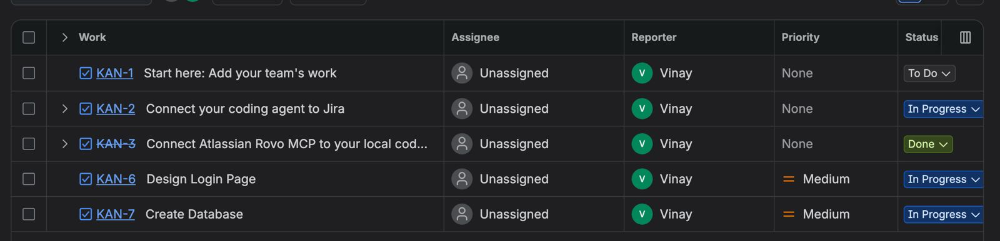 Work Assignee Reporter Priority Status
KAN-1 Start here: Add your team's work Unassigned V Vinay None To Do
KAN-2 Connect your coding agent to Jira Unassigned V Vinay None In Progress
KAN-3 Connect Atlassian Rovo MCP to your local cod... Unassigned V Vinay None Done
KAN-6 Design Login Page Unassigned V Vinay Medium In Progress
KAN-7 Create Database Unassigned V Vinay Medium In Progress